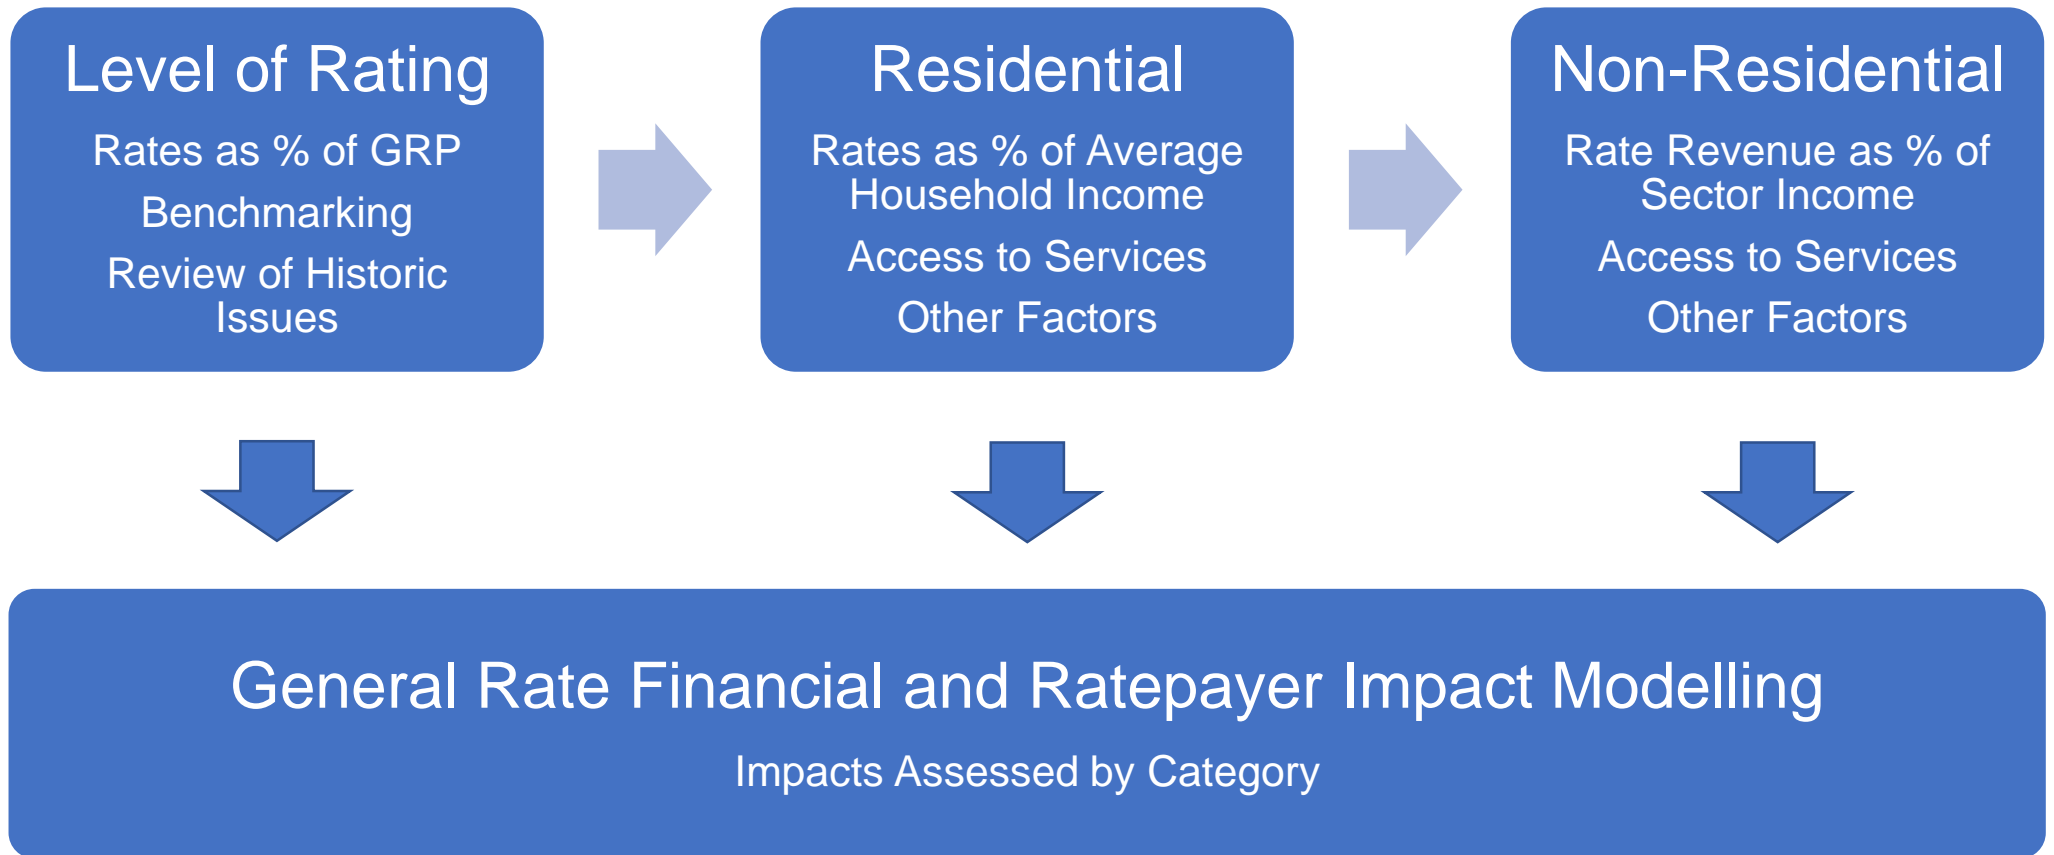 Level of Rating
Rates as % of GRP
Benchmarking
Review of Historic
Issues
Residential
Rates as % of Average
Household Income
Access to Services
Other Factors
Non-Residential
Rate Revenue as % of
Sector Income
Access to Services
Other Factors
General Rate Financial and Ratepayer Impact Modelling
Impacts Assessed by Category